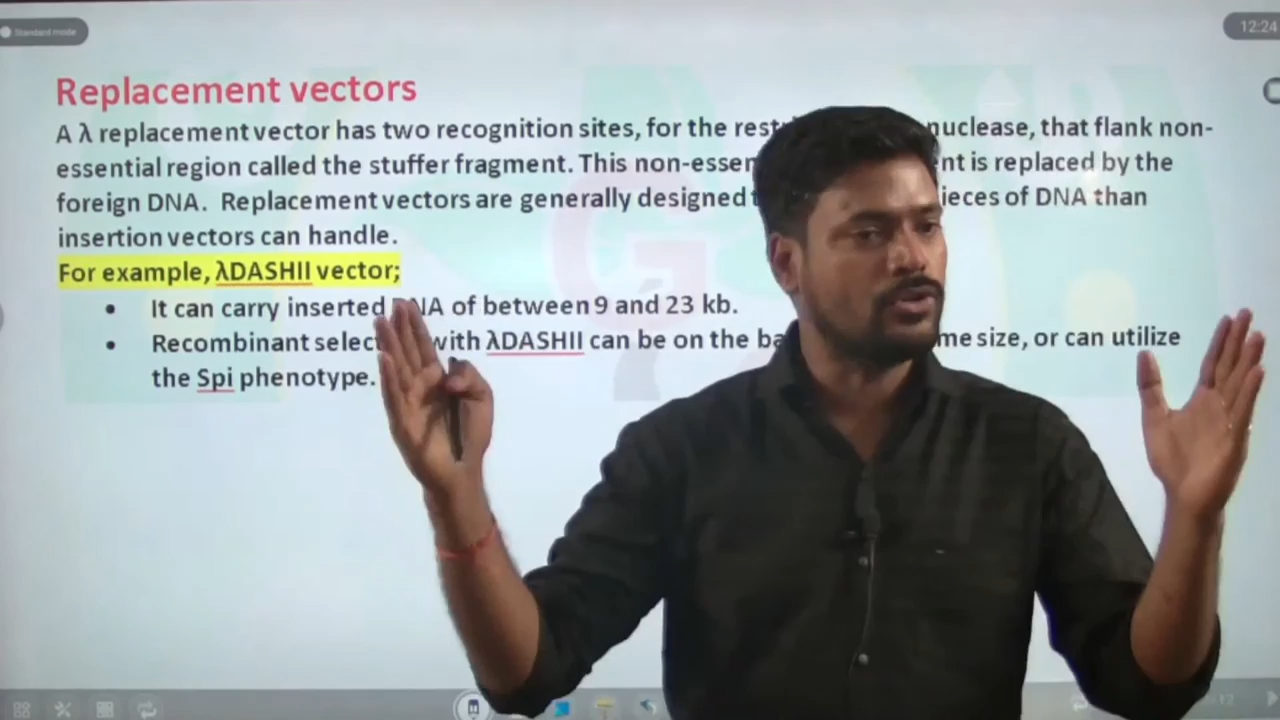 Standard mode
12:24
Replacement vectors
A λ replacement vector has two recognition sites, for the rest nuclease, that flank non-
essential region called the stuffer fragment. This non-essen nt is replaced by the
foreign DNA. Replacement vectors are generally designed ieces of DNA than
insertion vectors can handle.
For example, λDASHII vector;
• It can carry inserted DNA of between 9 and 23 kb.
• Recombinant select with λDASHII can be on the ba me size, or can utilize
the Spi phenotype.